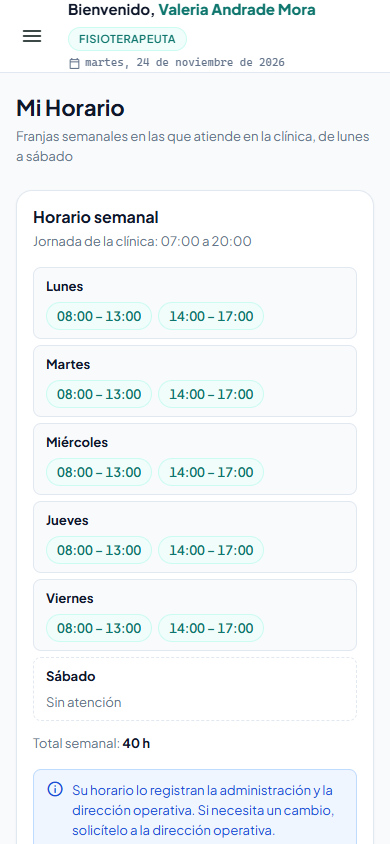 Bienvenido, Valeria Andrade Mora
FISIOTERAPEUTA
martes, 24 de noviembre de 2026
Mi Horario
Franjas semanales en las que atiende en la clínica, de lunes
a sábado
Horario semanal
Jornada de la clínica: 07:00 a 20:00
Lunes
08:00 – 13:00 14:00 – 17:00
Martes
08:00 – 13:00 14:00 – 17:00
Miércoles
08:00 – 13:00 14:00 – 17:00
Jueves
08:00 – 13:00 14:00 – 17:00
Viernes
08:00 – 13:00 14:00 – 17:00
Sábado
Sin atención
Total semanal: 40 h
Su horario lo registran la administración y la
dirección operativa. Si necesita un cambio,
solicítelo a la dirección operativa.